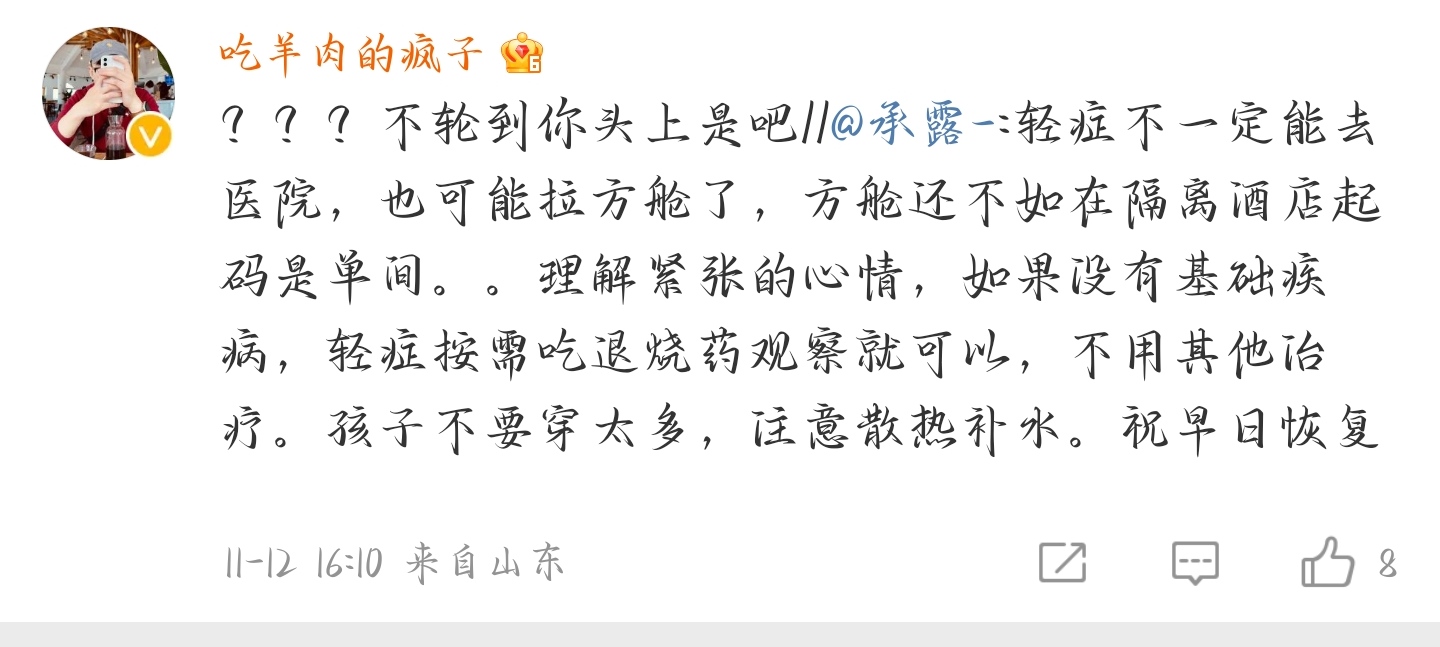 吃羊肉的疯子
？？？不轮到你头上是吧//@承露-:轻症不一定能去
医院，也可能拉方舱了，方舱还不如在隔离酒店起
码是单间。。理解紧张的心情，如果没有基础疾
病，轻症按需吃退烧药观察就可以，不用其他治
疗。孩子不要穿太多，注意散热补水。祝早日恢复
11-12 16:10 来自山东
8